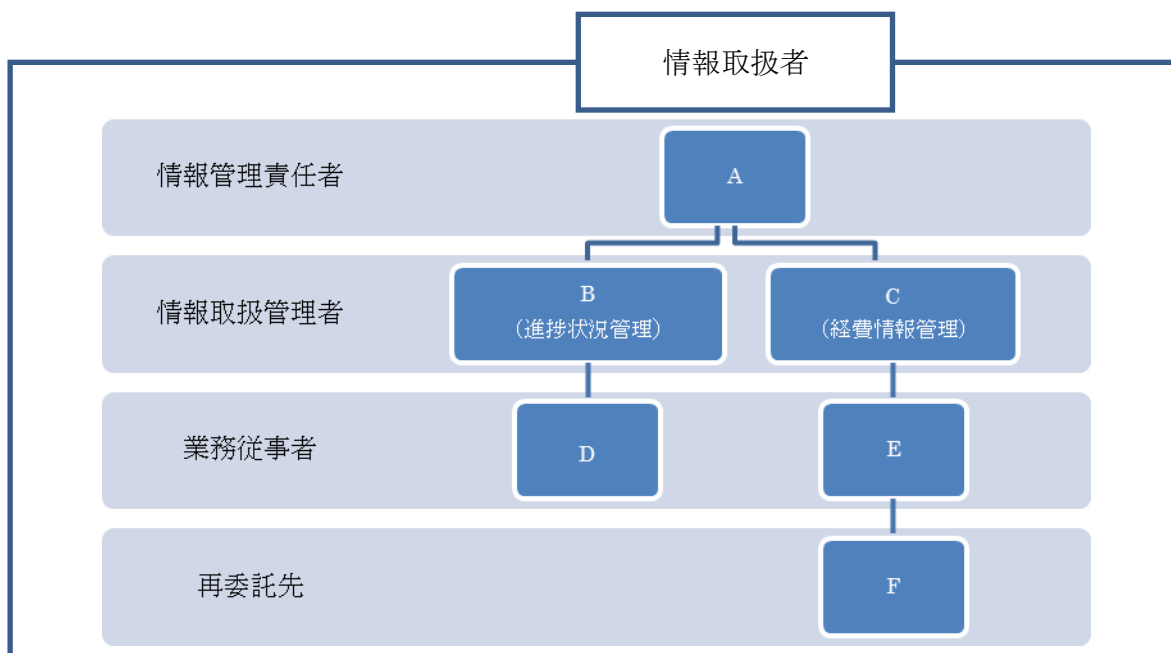 情報取扱者
情報管理責任者
A
情報取扱管理者
B
（進捗状況管理）
C
（経費情報管理）
業務従事者
D
E
再委託先
F